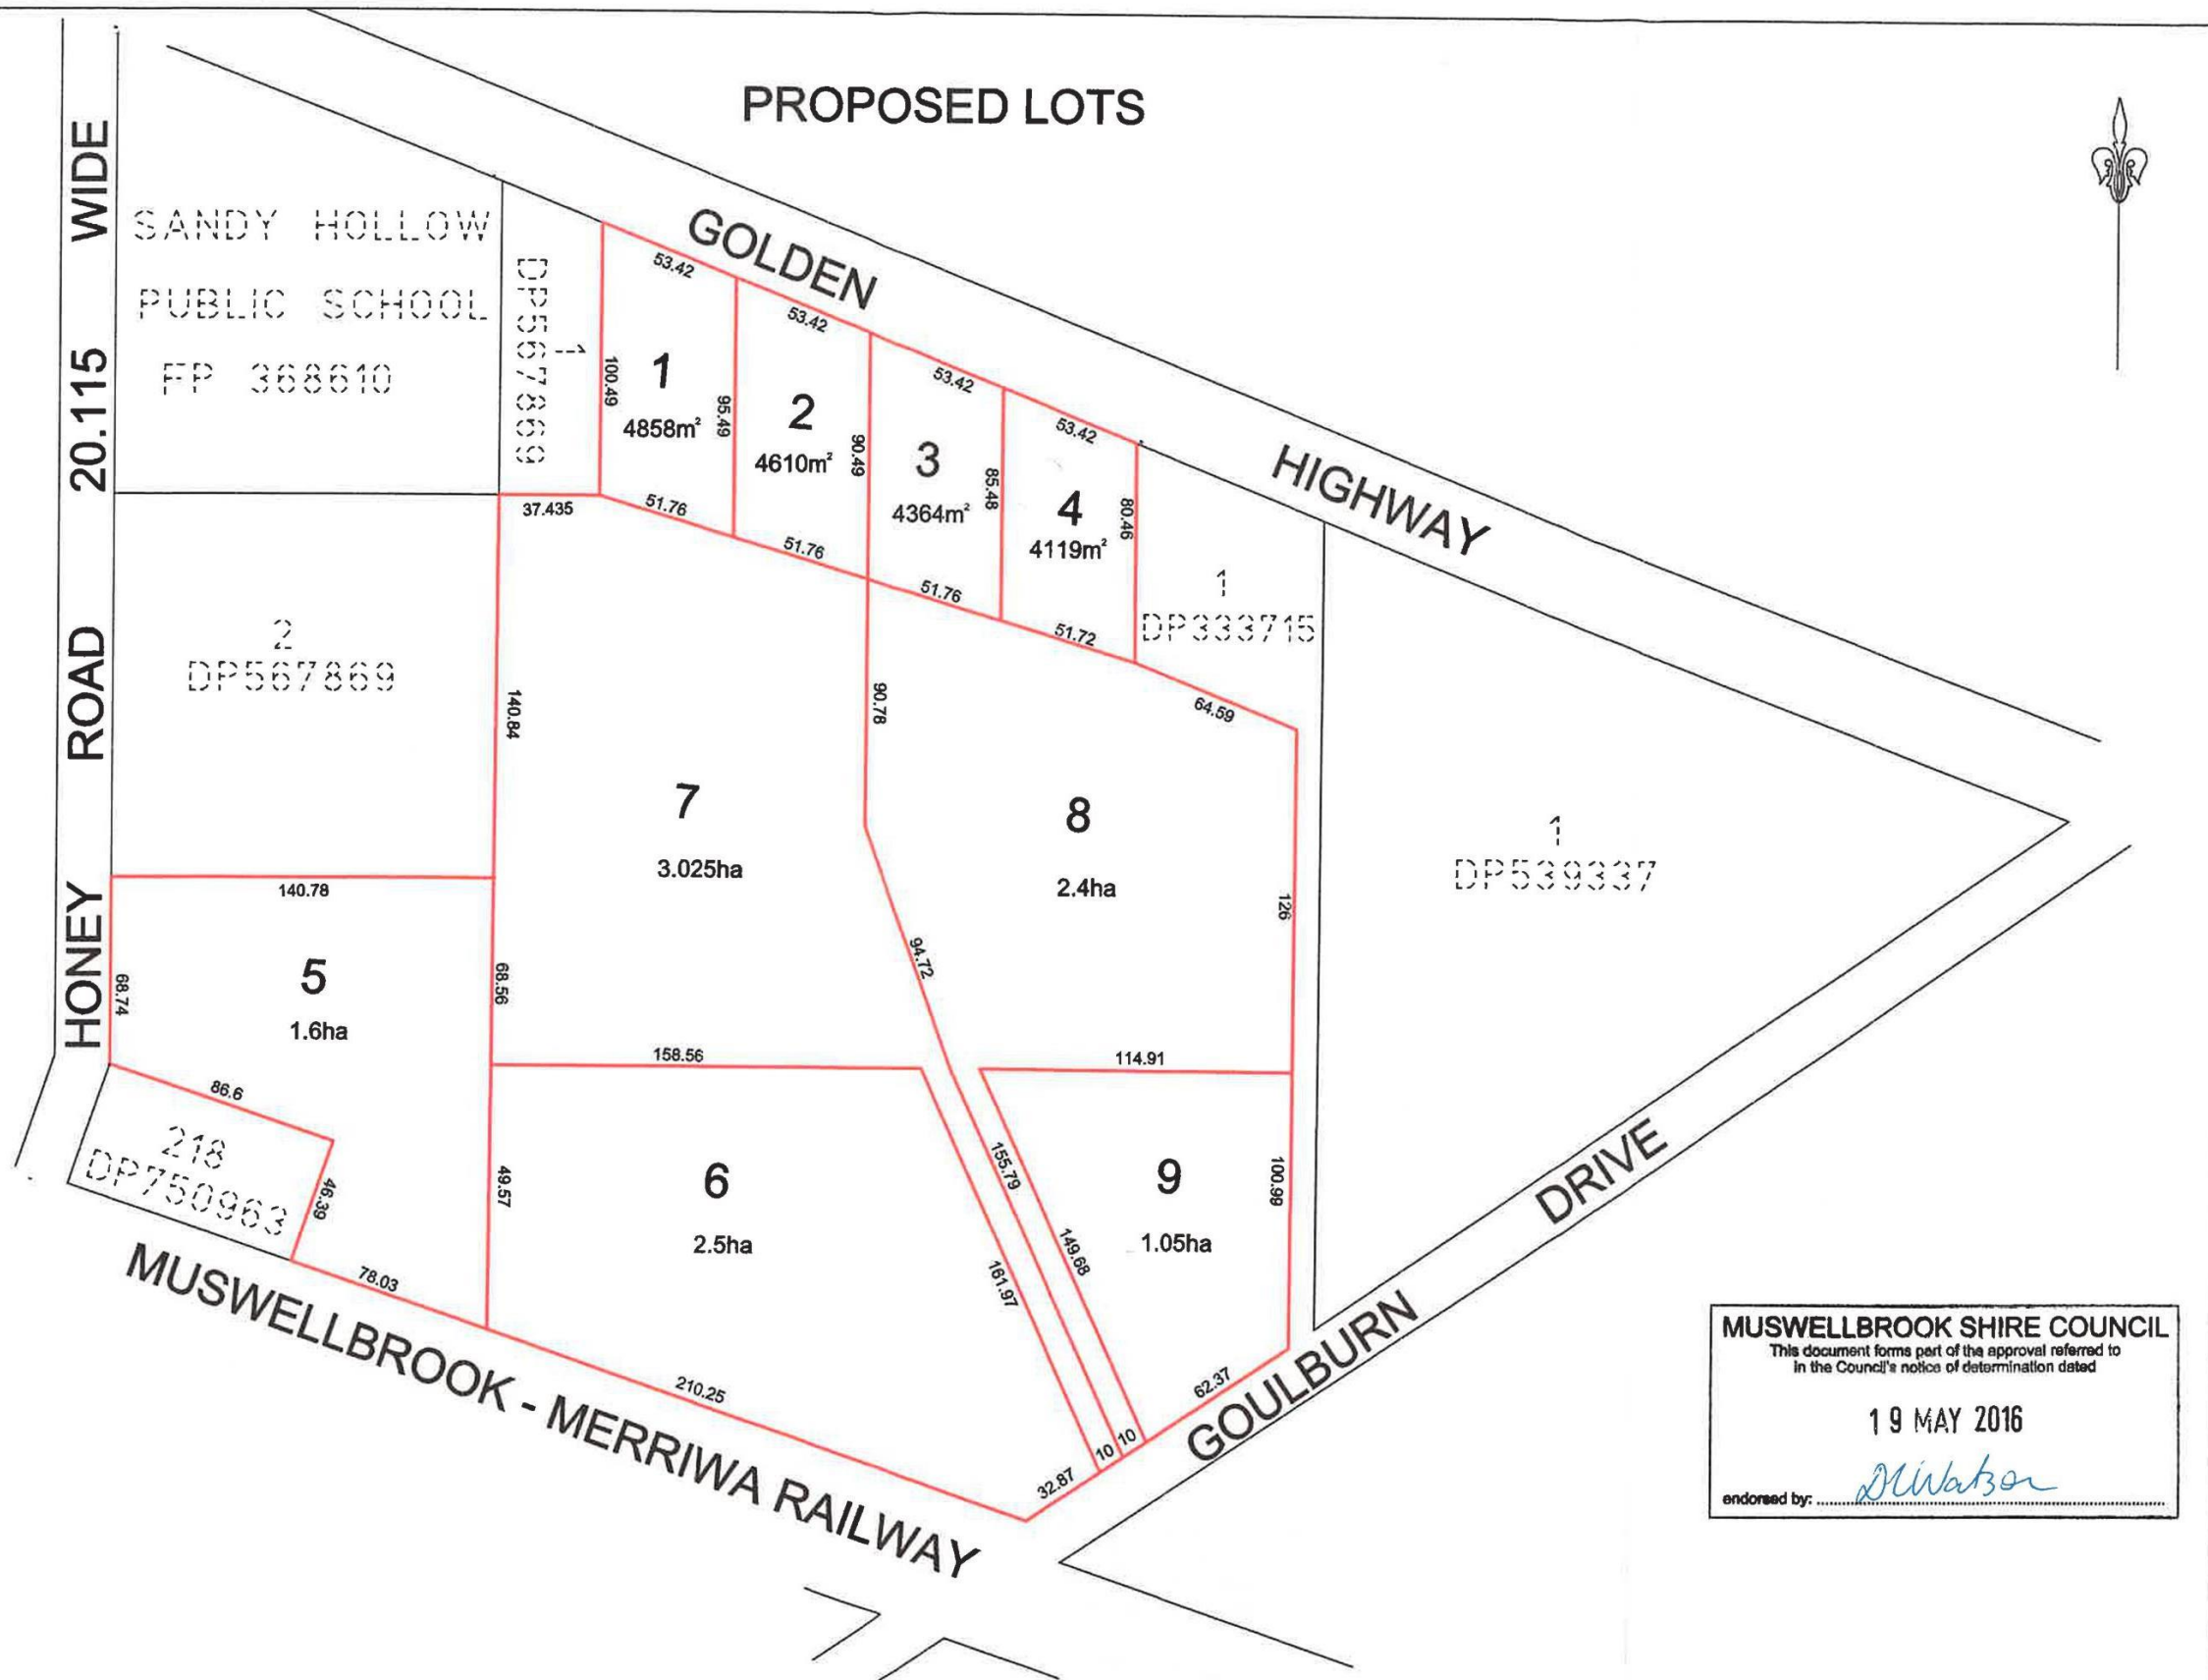 PROPOSED LOTS
HONEY ROAD 20.115 WIDE
SANDY HOLLOW
PUBLIC SCHOOL
FP 368610
1
DP567869
GOLDEN HIGHWAY
53.42
53.42
53.42
53.42
100.49
1
4858m²
95.49
2
4610m²
90.49
3
4364m²
85.48
4
4119m²
80.46
37.435
51.76
51.76
51.76
51.72
1
DP333715
64.59
2
DP567869
140.84
90.78
7
3.025ha
8
2.4ha
126
1
DP539337
140.78
94.72
5
1.6ha
68.74
68.56
158.56
114.91
86.6
218
DP750963
46.39
49.57
6
2.5ha
155.79
9
1.05ha
100.99
149.68
161.97
78.03
210.25
62.37
10
10
32.87
MUSWELLBROOK - MERRIWA RAILWAY
GOULBURN DRIVE
MUSWELLBROOK SHIRE COUNCIL
This document forms part of the approval referred to
in the Council's notice of determination dated
19 MAY 2016
endorsed by: DLWatson